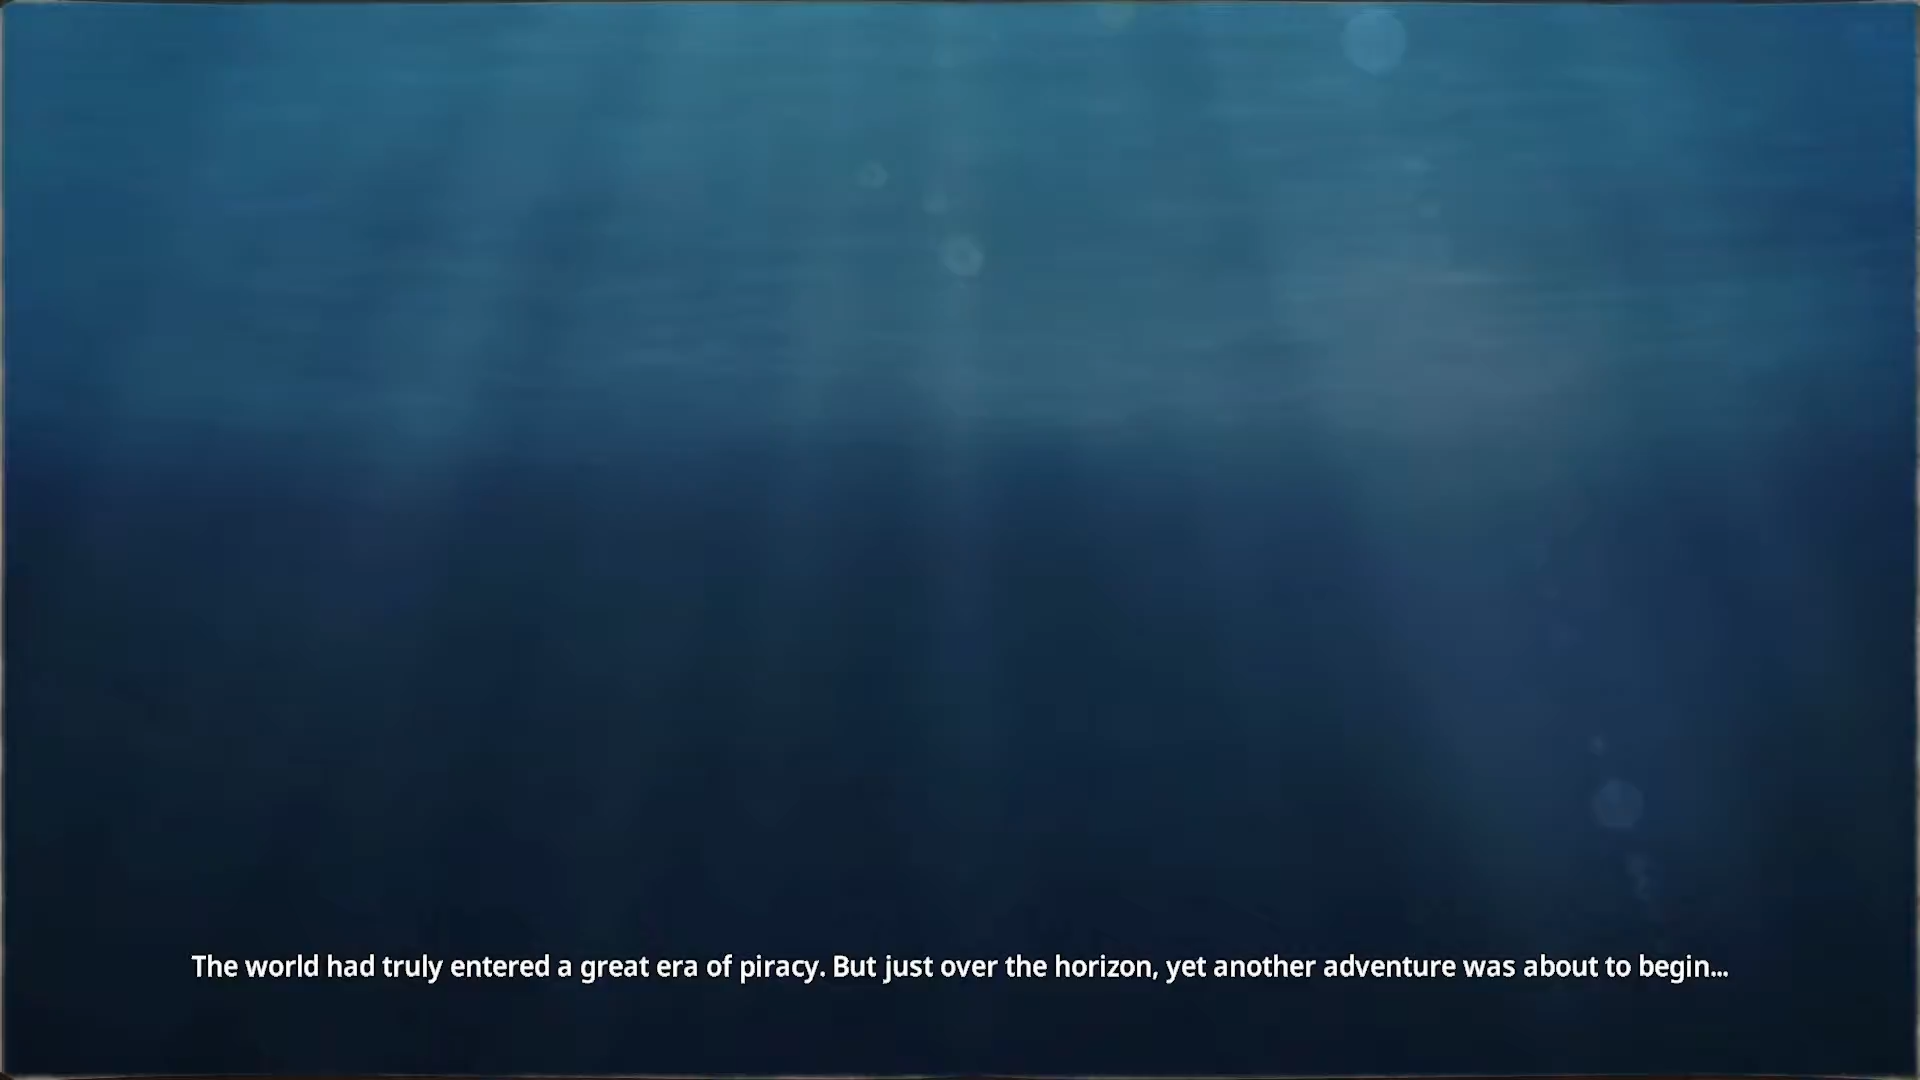 The world had truly entered a great era of piracy. But just over the horizon, yet another adventure was about to begin...